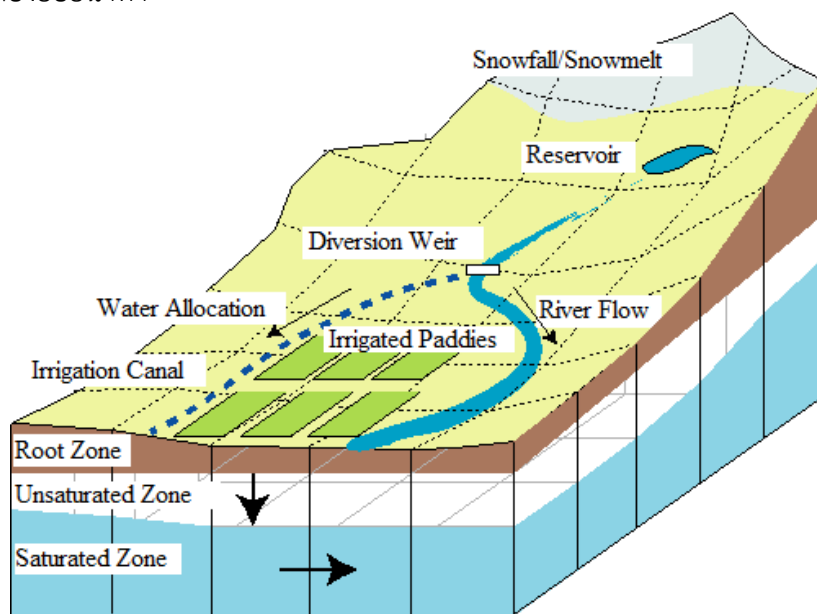 Snowfall/Snowmelt
Reservoir
Diversion Weir
Water Allocation
River Flow
Irrigated Paddies
Irrigation Canal
Root Zone
Unsaturated Zone
Saturated Zone